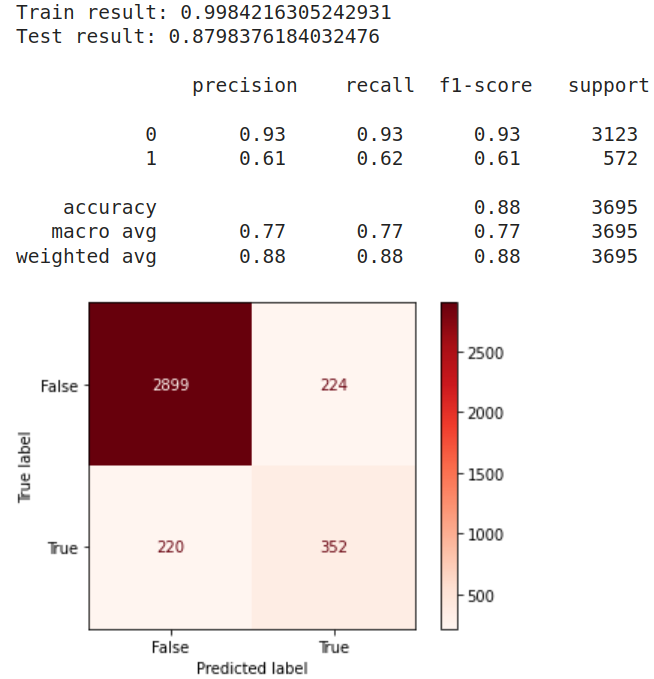 Train result: 0.9984216305242931
Test result: 0.8798376184032476
precision recall f1-score support
0 0.93 0.93 0.93 3123
1 0.61 0.62 0.61 572
accuracy 0.88 3695
macro avg 0.77 0.77 0.77 3695
weighted avg 0.88 0.88 0.88 3695
2500
False 2899 224
2000
True label
1500
1000
True 220 352
500
False True
Predicted label